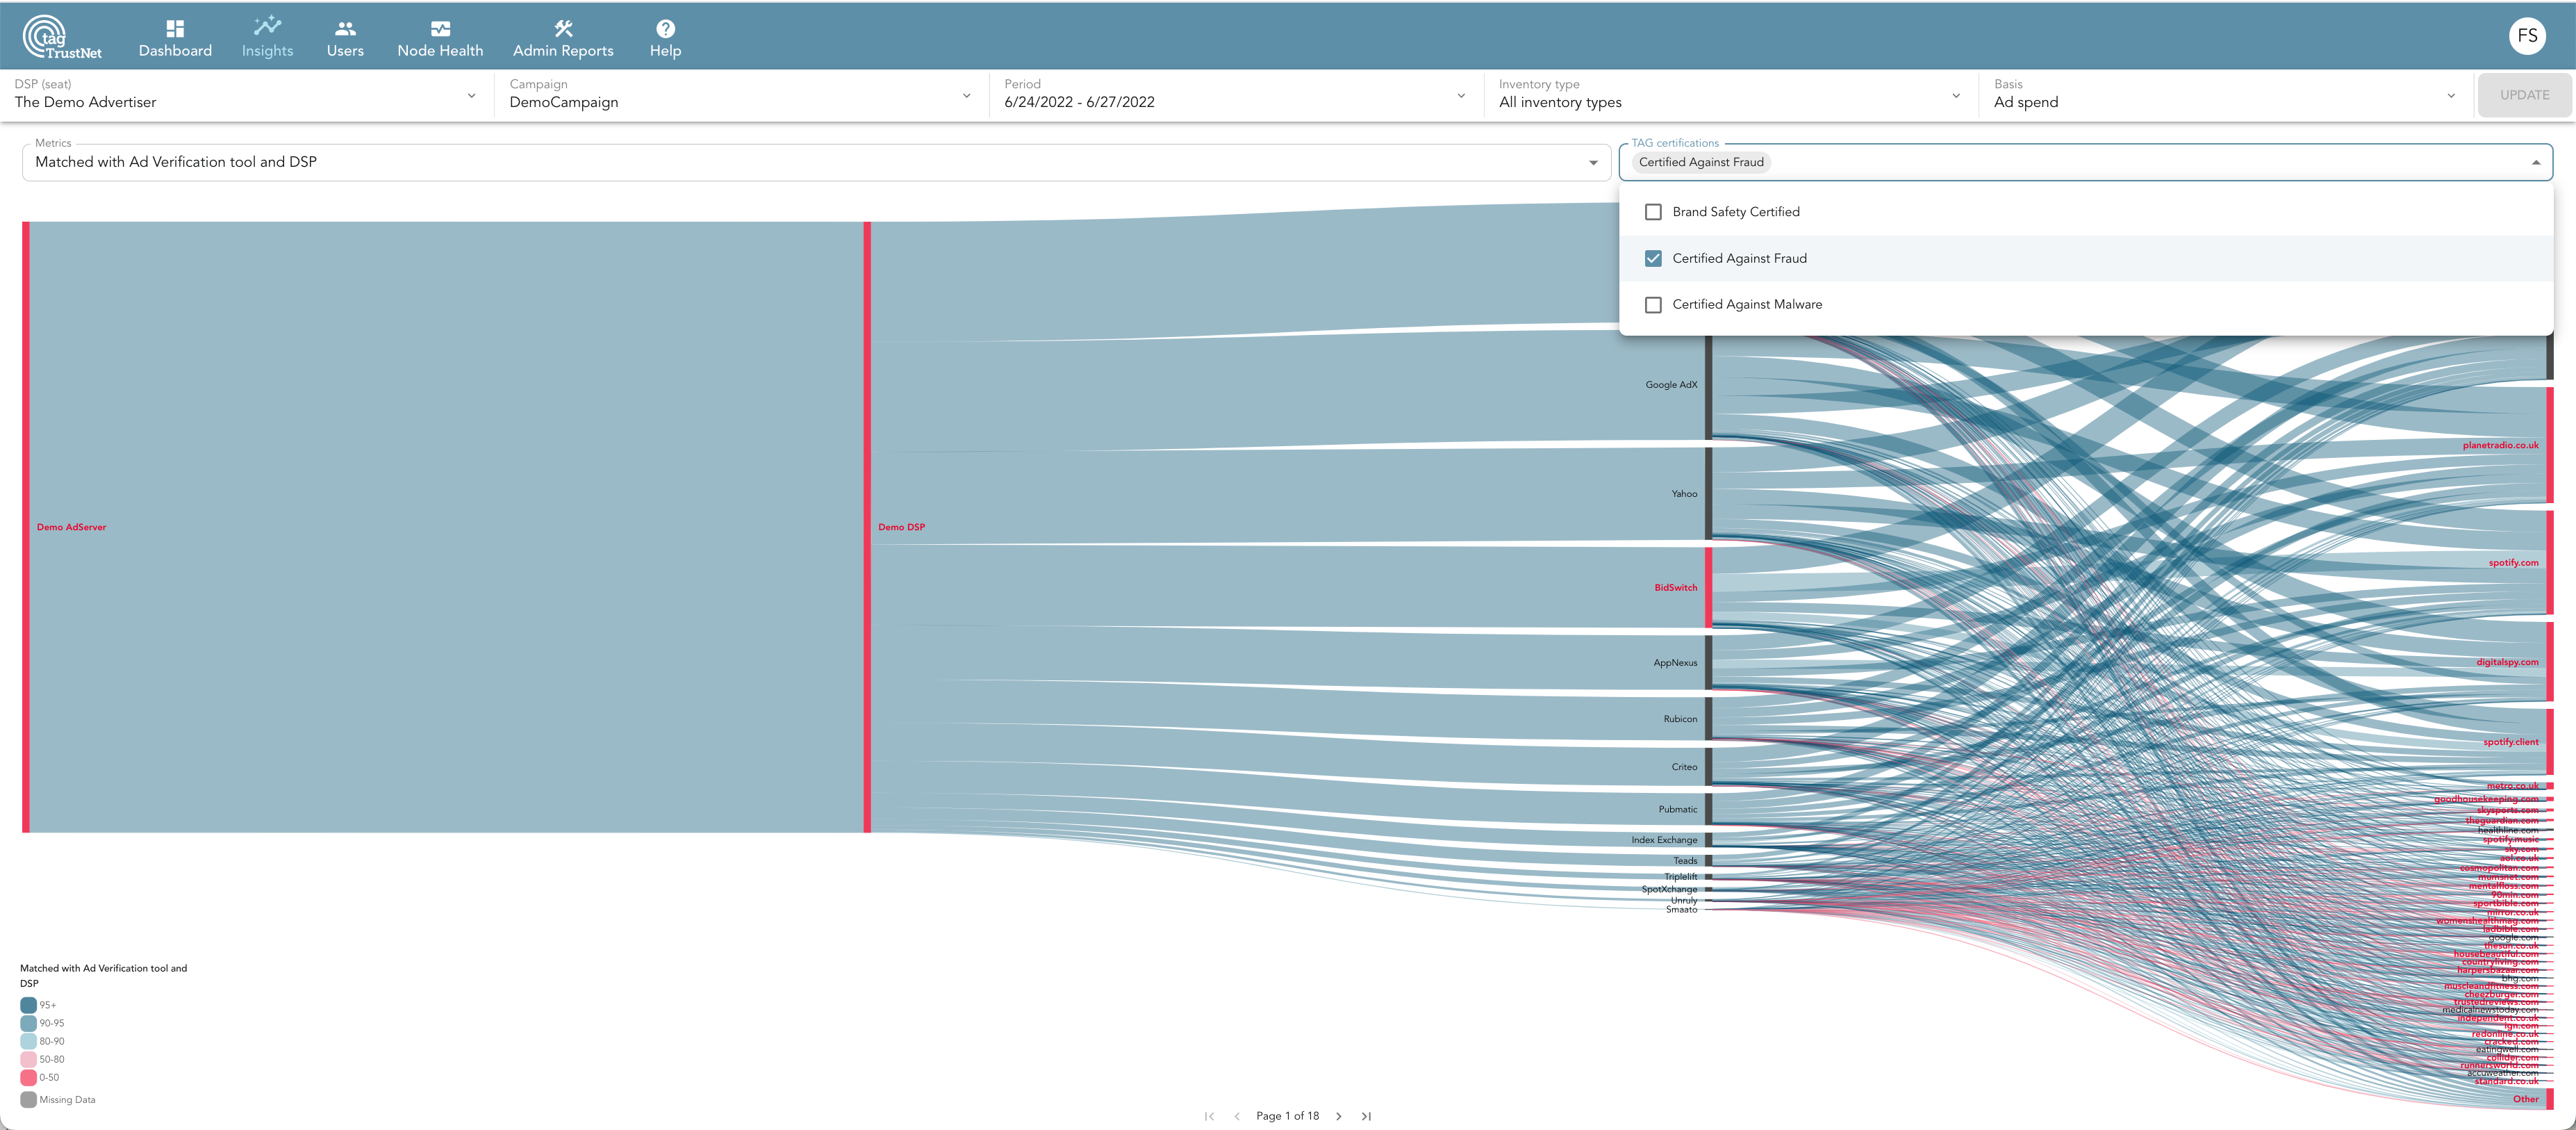 tag
TrustNet
Dashboard
Insights
Users
Node Health
Admin Reports
Help
FS
DSP (seat)
The Demo Advertiser
Campaign
DemoCampaign
Period
6/24/2022 - 6/27/2022
Inventory type
All inventory types
Basis
Ad spend
UPDATE
Metrics
Matched with Ad Verification tool and DSP
TAG certifications
Certified Against Fraud
Brand Safety Certified
Certified Against Fraud
Certified Against Malware
Demo AdServer
Demo DSP
Google AdX
Yahoo
BidSwitch
AppNexus
Rubicon
Criteo
Pubmatic
Index Exchange
Teads
Triplelift
SpotXchange
Unruly
Smaato
planetradio.co.uk
spotify.com
digitalspy.com
spotify.client
metro.co.uk
goodhousekeeping.com
skysports.com
theguardian.com
healthline.com
spotify.music
sky.com
aol.co.uk
cosmopolitan.com
mumsnet.com
mentalfloss.com
90min.com
sportbible.com
mirror.co.uk
womenshealthmag.com
ladbible.com
google.com
thesun.co.uk
housebeautiful.com
countryliving.com
harpersbazaar.com
bhg.com
muscleandfitness.com
cheezburger.com
trustedreviews.com
medicalnewstoday.com
independent.co.uk
ign.com
redonline.co.uk
cracked.com
eatingwell.com
collider.com
runnersworld.com
accuweather.com
standard.co.uk
Other
Matched with Ad Verification tool and
DSP
95+
90-95
80-90
50-80
0-50
Missing Data
Page 1 of 18